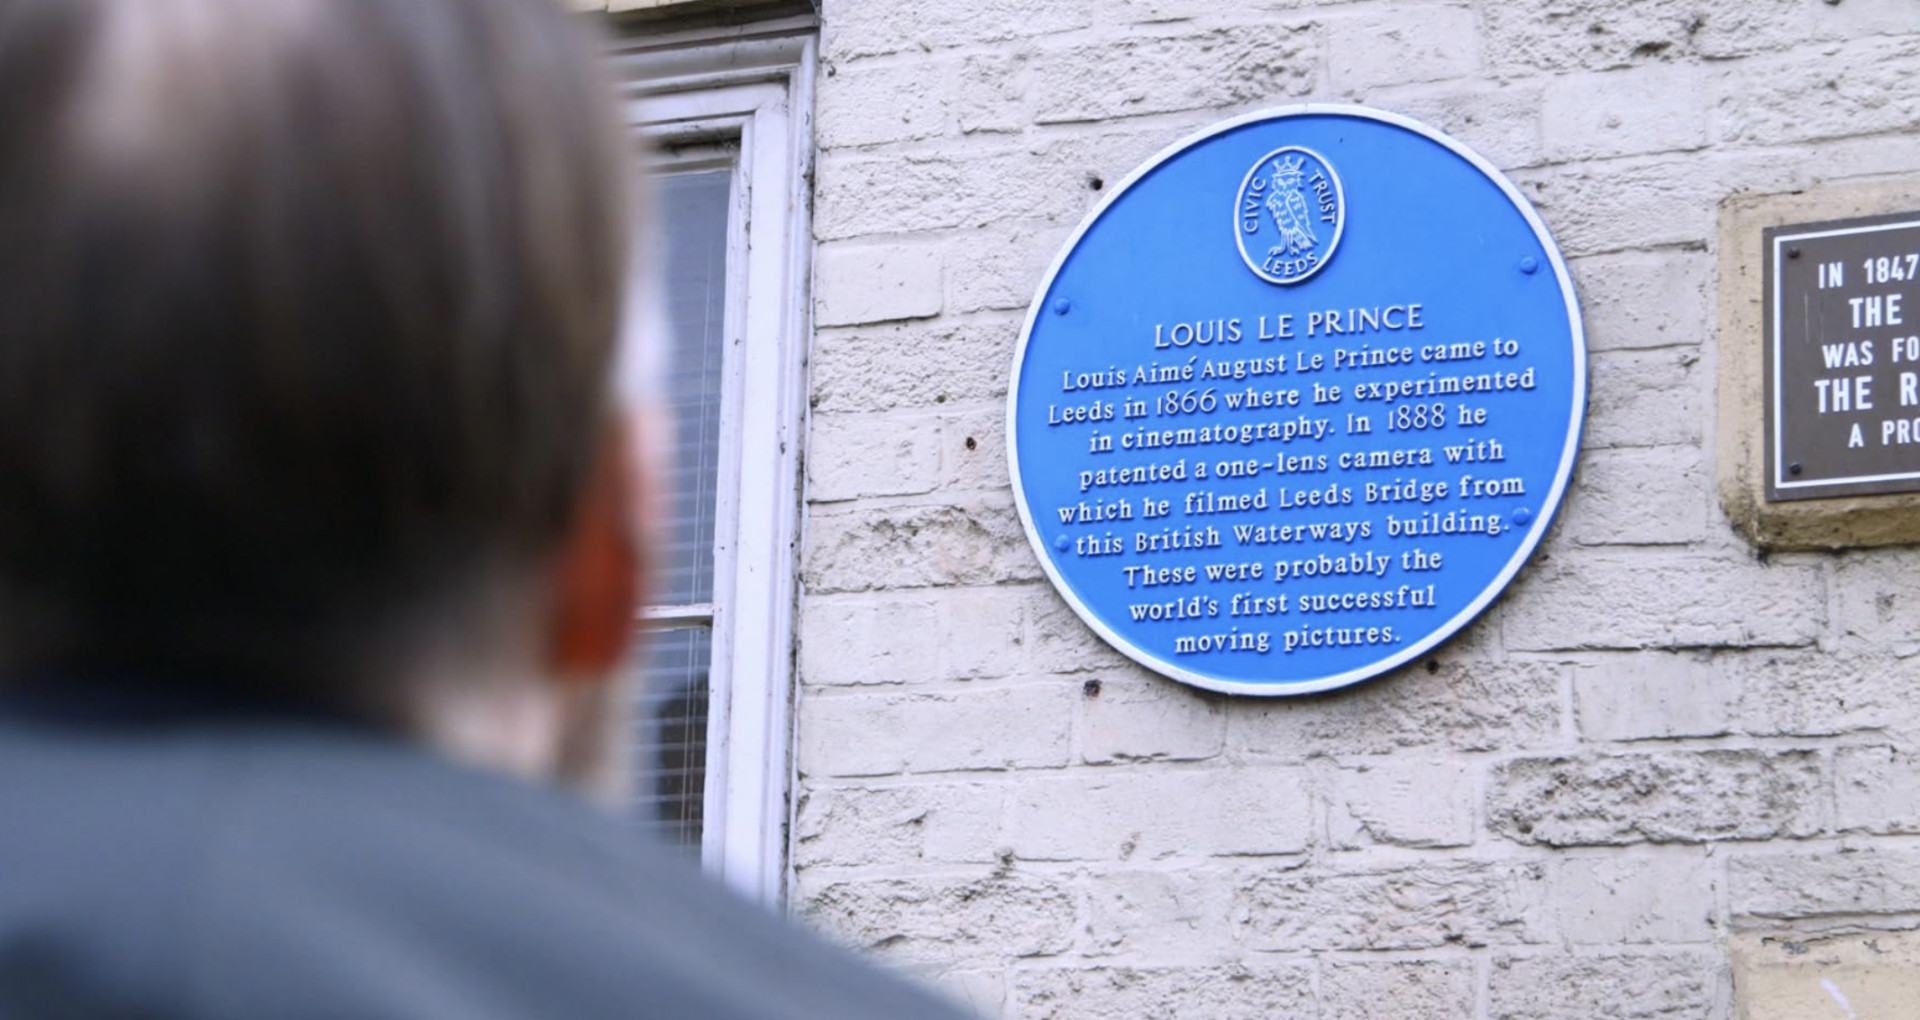 CIVIC TRUST
LEEDS
LOUIS LE PRINCE
Louis Aimé August Le Prince came to
Leeds in 1866 where he experimented
in cinematography. In 1888 he
patented a one-lens camera with
which he filmed Leeds Bridge from
this British Waterways building.
These were probably the
world's first successful
moving pictures.
IN 1847
THE
WAS FO
THE R
A PRO